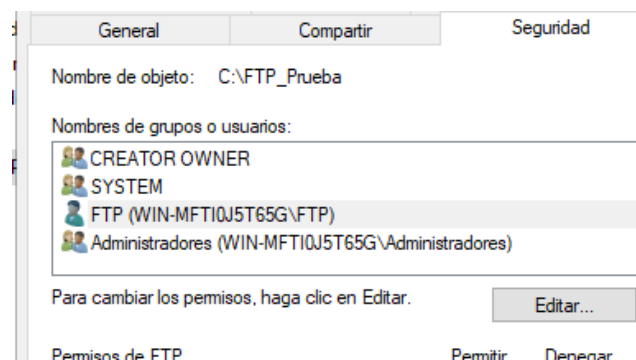 General Compartir Seguridad
Nombre de objeto: C:\FTP_Prueba
Nombres de grupos o usuarios:
CREATOR OWNER
SYSTEM
FTP (WIN-MFTI0J5T65G\FTP)
Administradores (WIN-MFTI0J5T65G\Administradores)
Para cambiar los permisos, haga clic en Editar.
Editar...
Permisos de FTP Permitir Denegar